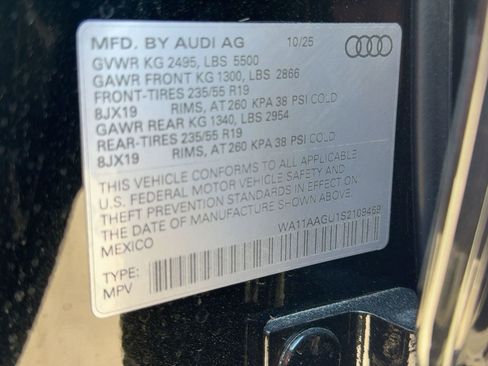 MFD. BY AUDI AG 10/25
GVWR KG 2495, LBS 5500
GAWR FRONT KG 1300, LBS 2866
FRONT-TIRES 235/55 R19
8JX19 RIMS, AT 260 KPA 38 PSI COLD
GAWR REAR KG 1340, LBS 2954
REAR-TIRES 235/55 R19
8JX19 RIMS, AT 260 KPA 38 PSI COLD
THIS VEHICLE CONFORMS TO ALL APPLICABLE
U.S. FEDERAL MOTOR VEHICLE SAFETY AND
THEFT PREVENTION STANDARDS IN EFFECT ON
THE DATE OF MANUFACTURE SHOWN ABOVE.
MEXICO
WA11AAGU1S2109469
TYPE:
MPV